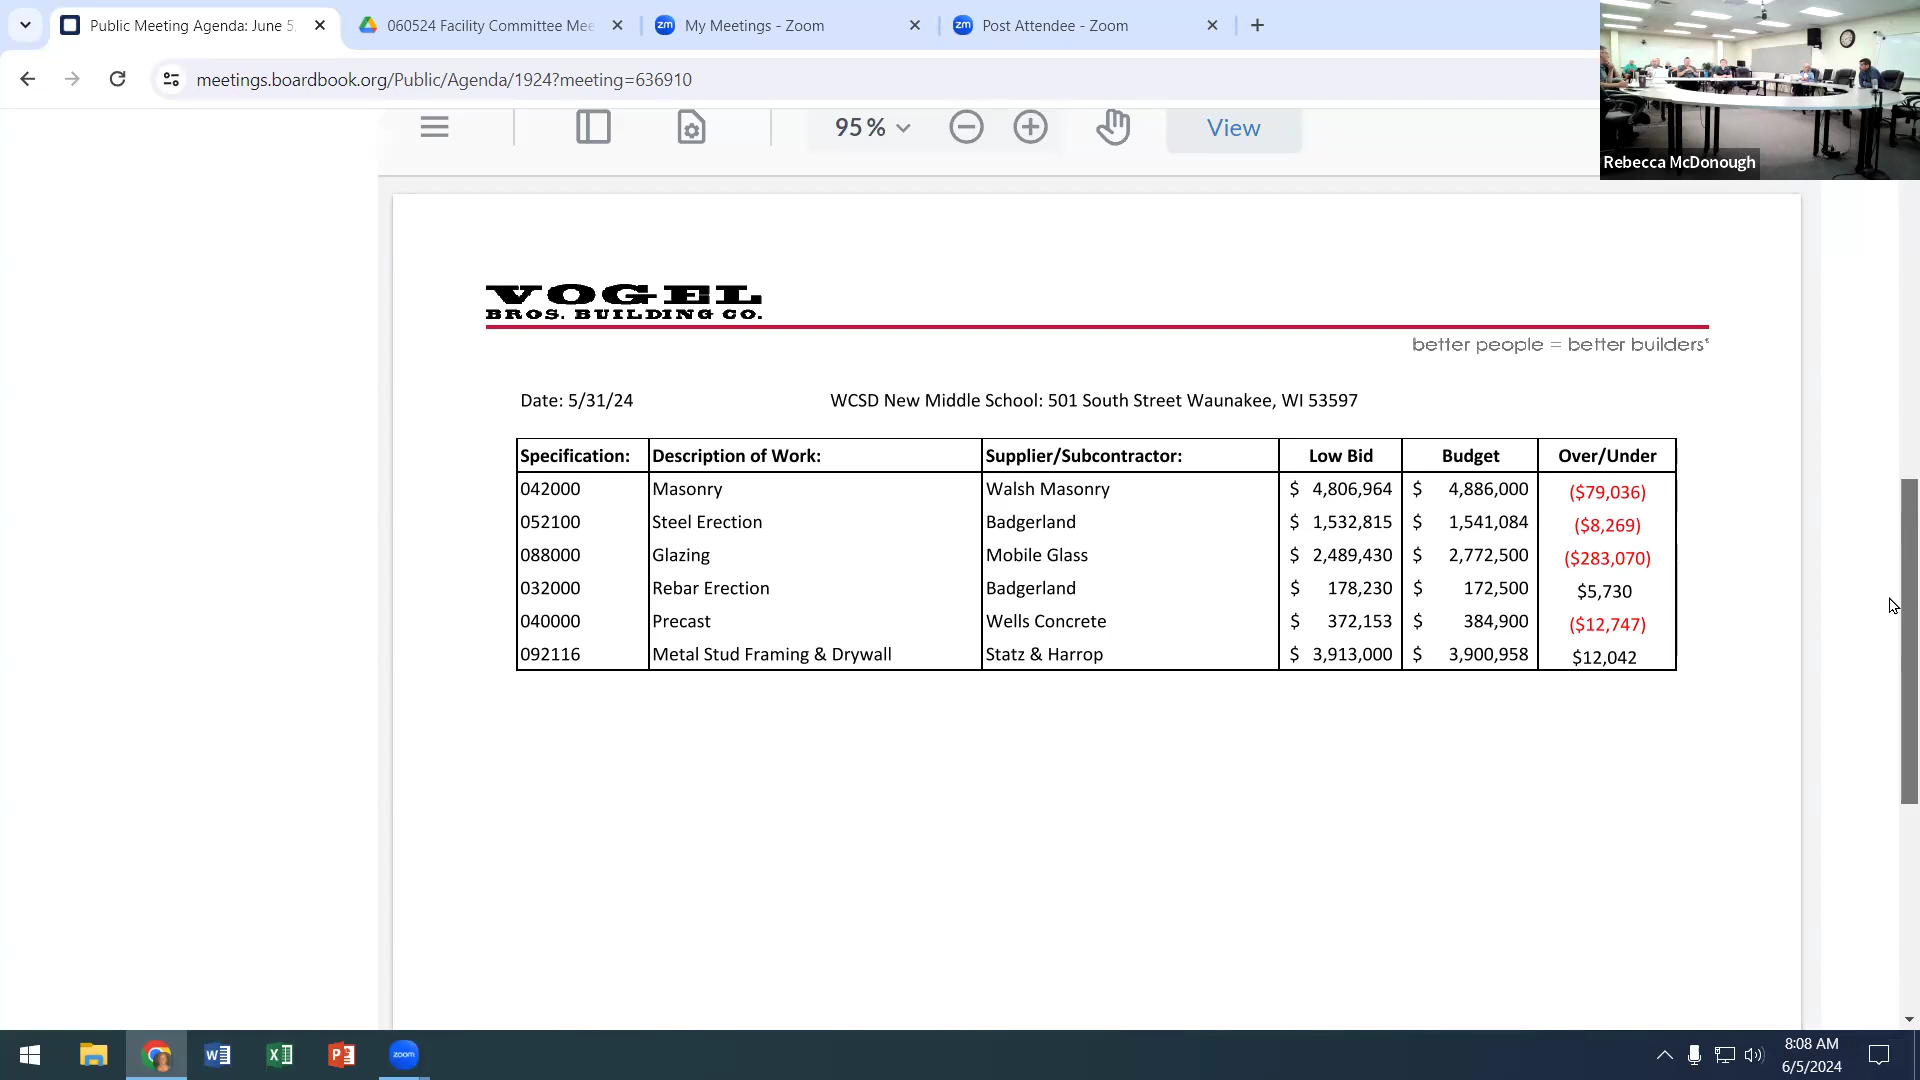 Public Meeting Agenda: June 5,
060524 Facility Committee Mee
zm My Meetings - Zoom
zm Post Attendee - Zoom
meetings.boardbook.org/Public/Agenda/1924?meeting=636910
95%
View
Rebecca McDonough
VOGEL
BROS. BUILDING CO.
better people = better builders
Date: 5/31/24 WCSD New Middle School: 501 South Street Waunakee, WI 53597
Specification: Description of Work: Supplier/Subcontractor: Low Bid Budget Over/Under
042000 Masonry Walsh Masonry $ 4,806,964 $ 4,886,000 ($79,036)
052100 Steel Erection Badgerland $ 1,532,815 $ 1,541,084 ($8,269)
088000 Glazing Mobile Glass $ 2,489,430 $ 2,772,500 ($283,070)
032000 Rebar Erection Badgerland $ 178,230 $ 172,500 $5,730
040000 Precast Wells Concrete $ 372,153 $ 384,900 ($12,747)
092116 Metal Stud Framing & Drywall Statz & Harrop $ 3,913,000 $ 3,900,958 $12,042
zoom
8:08 AM
6/5/2024